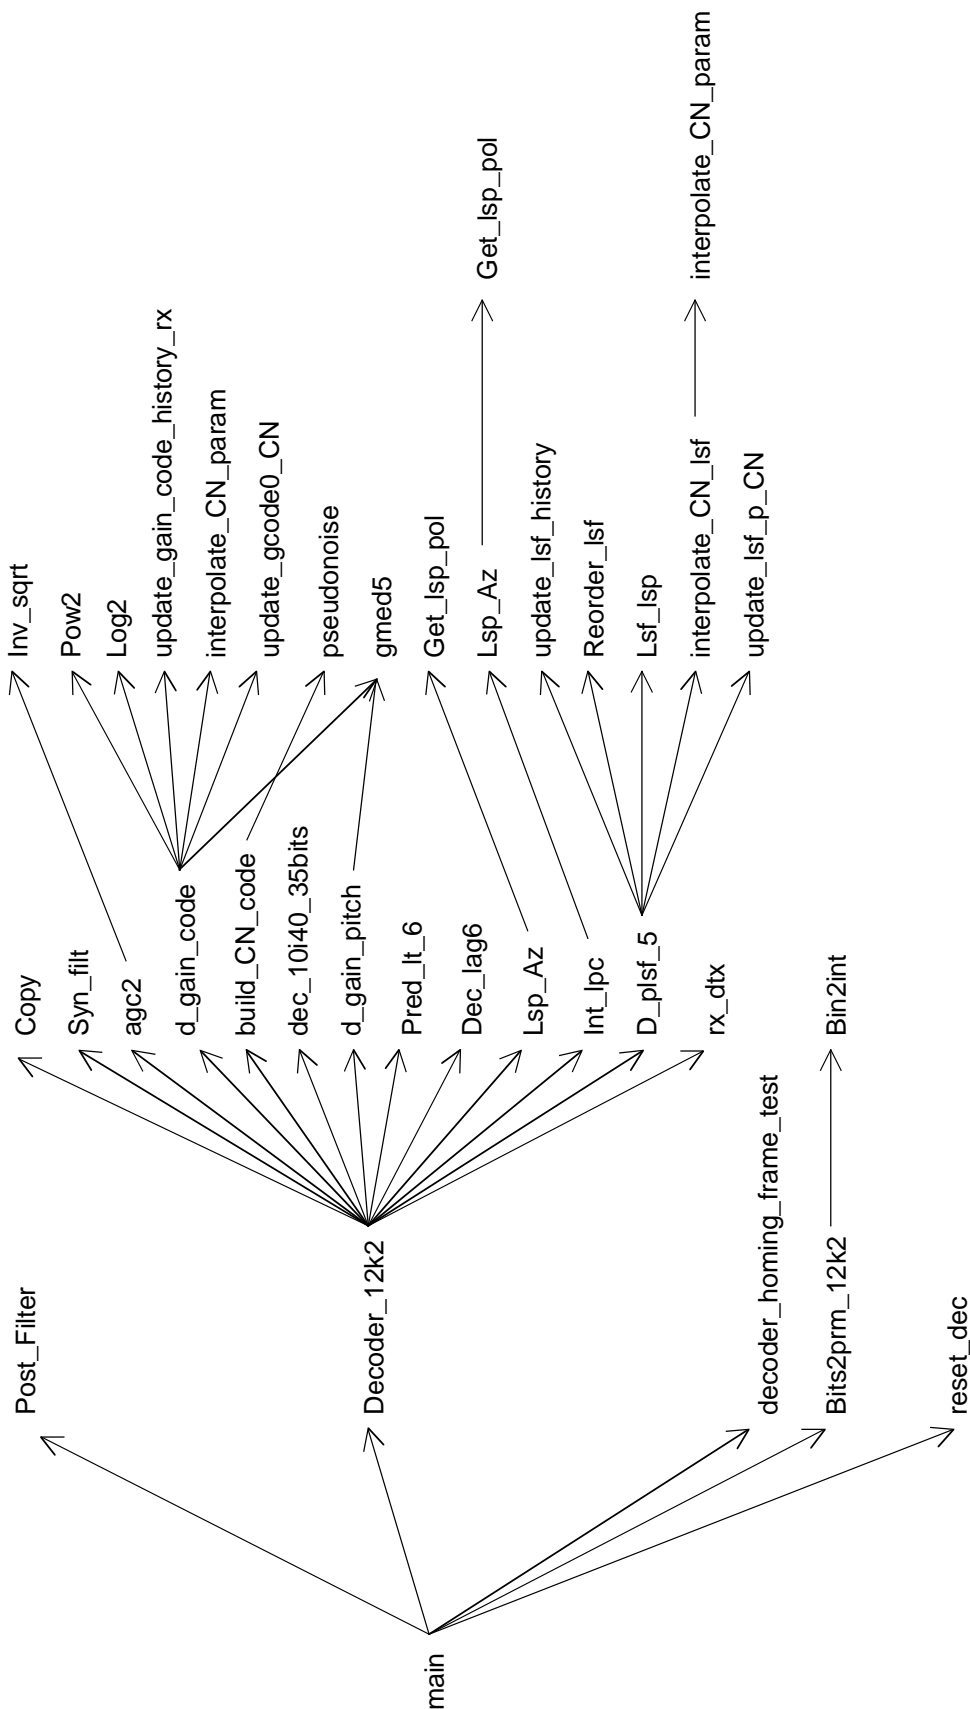 main
Post_Filter
Decoder_12k2
decoder_homing_frame_test
Bits2prm_12k2
reset_dec
Copy
Syn_filt
agc2
d_gain_code
build_CN_code
dec_10i40_35bits
d_gain_pitch
Pred_lt_6
Dec_lag6
Lsp_Az
Int_lpc
D_plsf_5
rx_dtx
Bin2int
Inv_sqrt
Pow2
Log2
update_gain_code_history_rx
interpolate_CN_param
update_gcode0_CN
pseudonoise
gmed5
Get_lsp_pol
Lsp_Az
update_lsf_history
Reorder_lsf
Lsf_lsp
interpolate_CN_lsf
update_lsf_p_CN
Get_lsp_pol
interpolate_CN_param